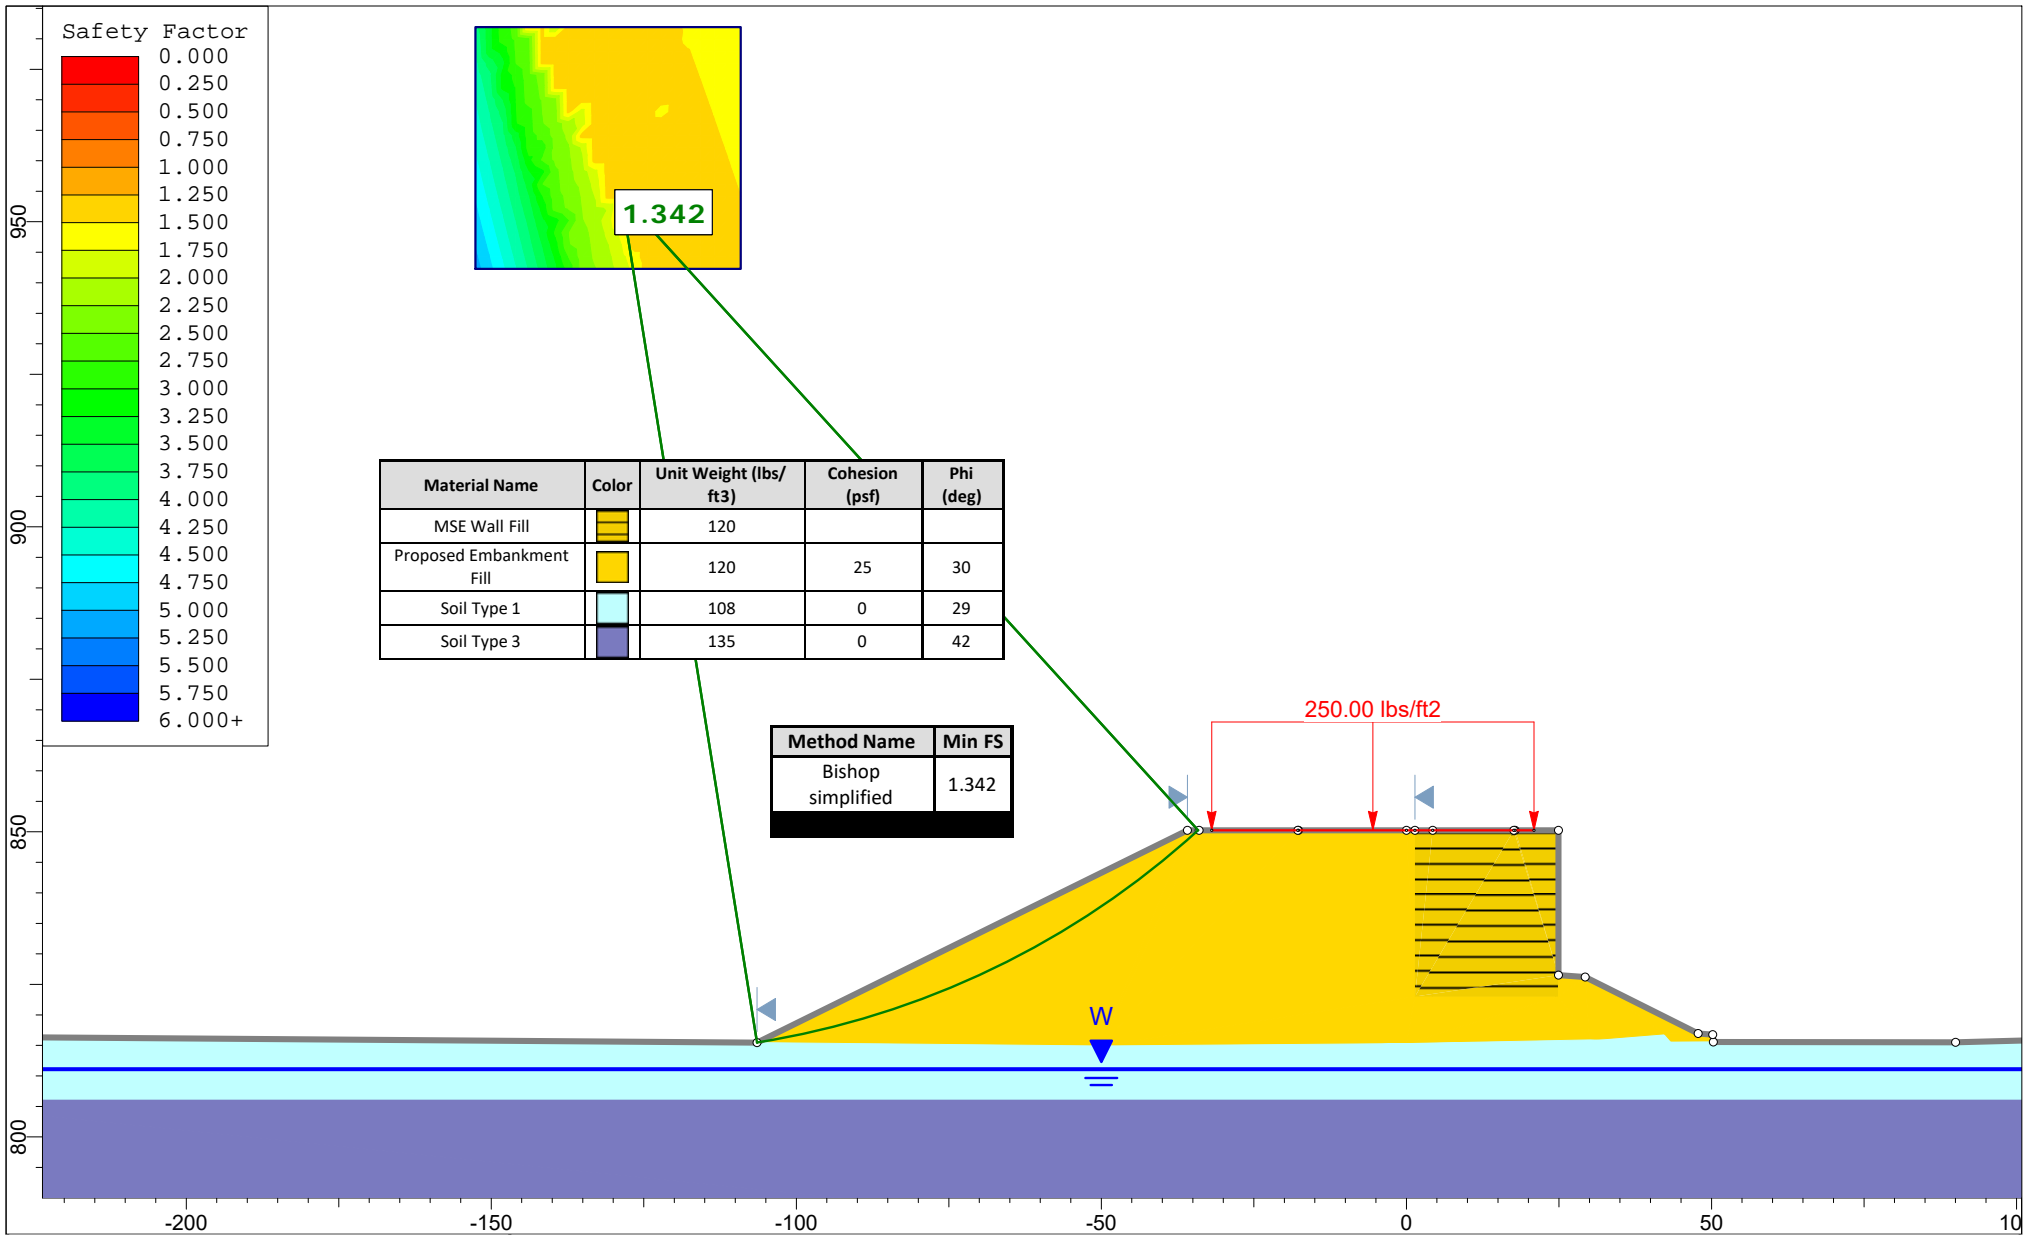 Safety Factor
0.000
0.250
0.500
0.750
1.000
1.250
1.500
1.750
2.000
2.250
2.500
2.750
3.000
3.250
3.500
3.750
4.000
4.250
4.500
4.750
5.000
5.250
5.500
5.750
6.000+
1.342
Material Name Color Unit Weight (lbs/ft3) Cohesion (psf) Phi (deg)
MSE Wall Fill 120
Proposed Embankment Fill 120 25 30
Soil Type 1 108 0 29
Soil Type 3 135 0 42
Method Name Min FS
Bishop simplified 1.342
250.00 lbs/ft2
W
950
900
850
800
-200 -150 -100 -50 0 50 10